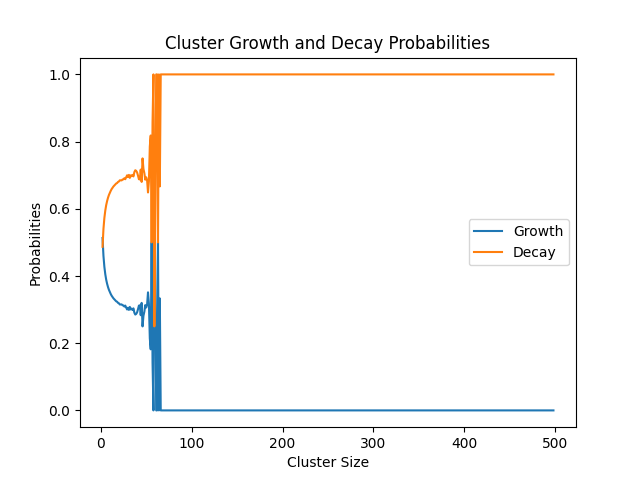 Cluster Growth and Decay Probabilities
1.0
0.8
0.6
0.4
0.2
0.0
Probabilities
Growth
Decay
0
100
200
300
400
500
Cluster Size